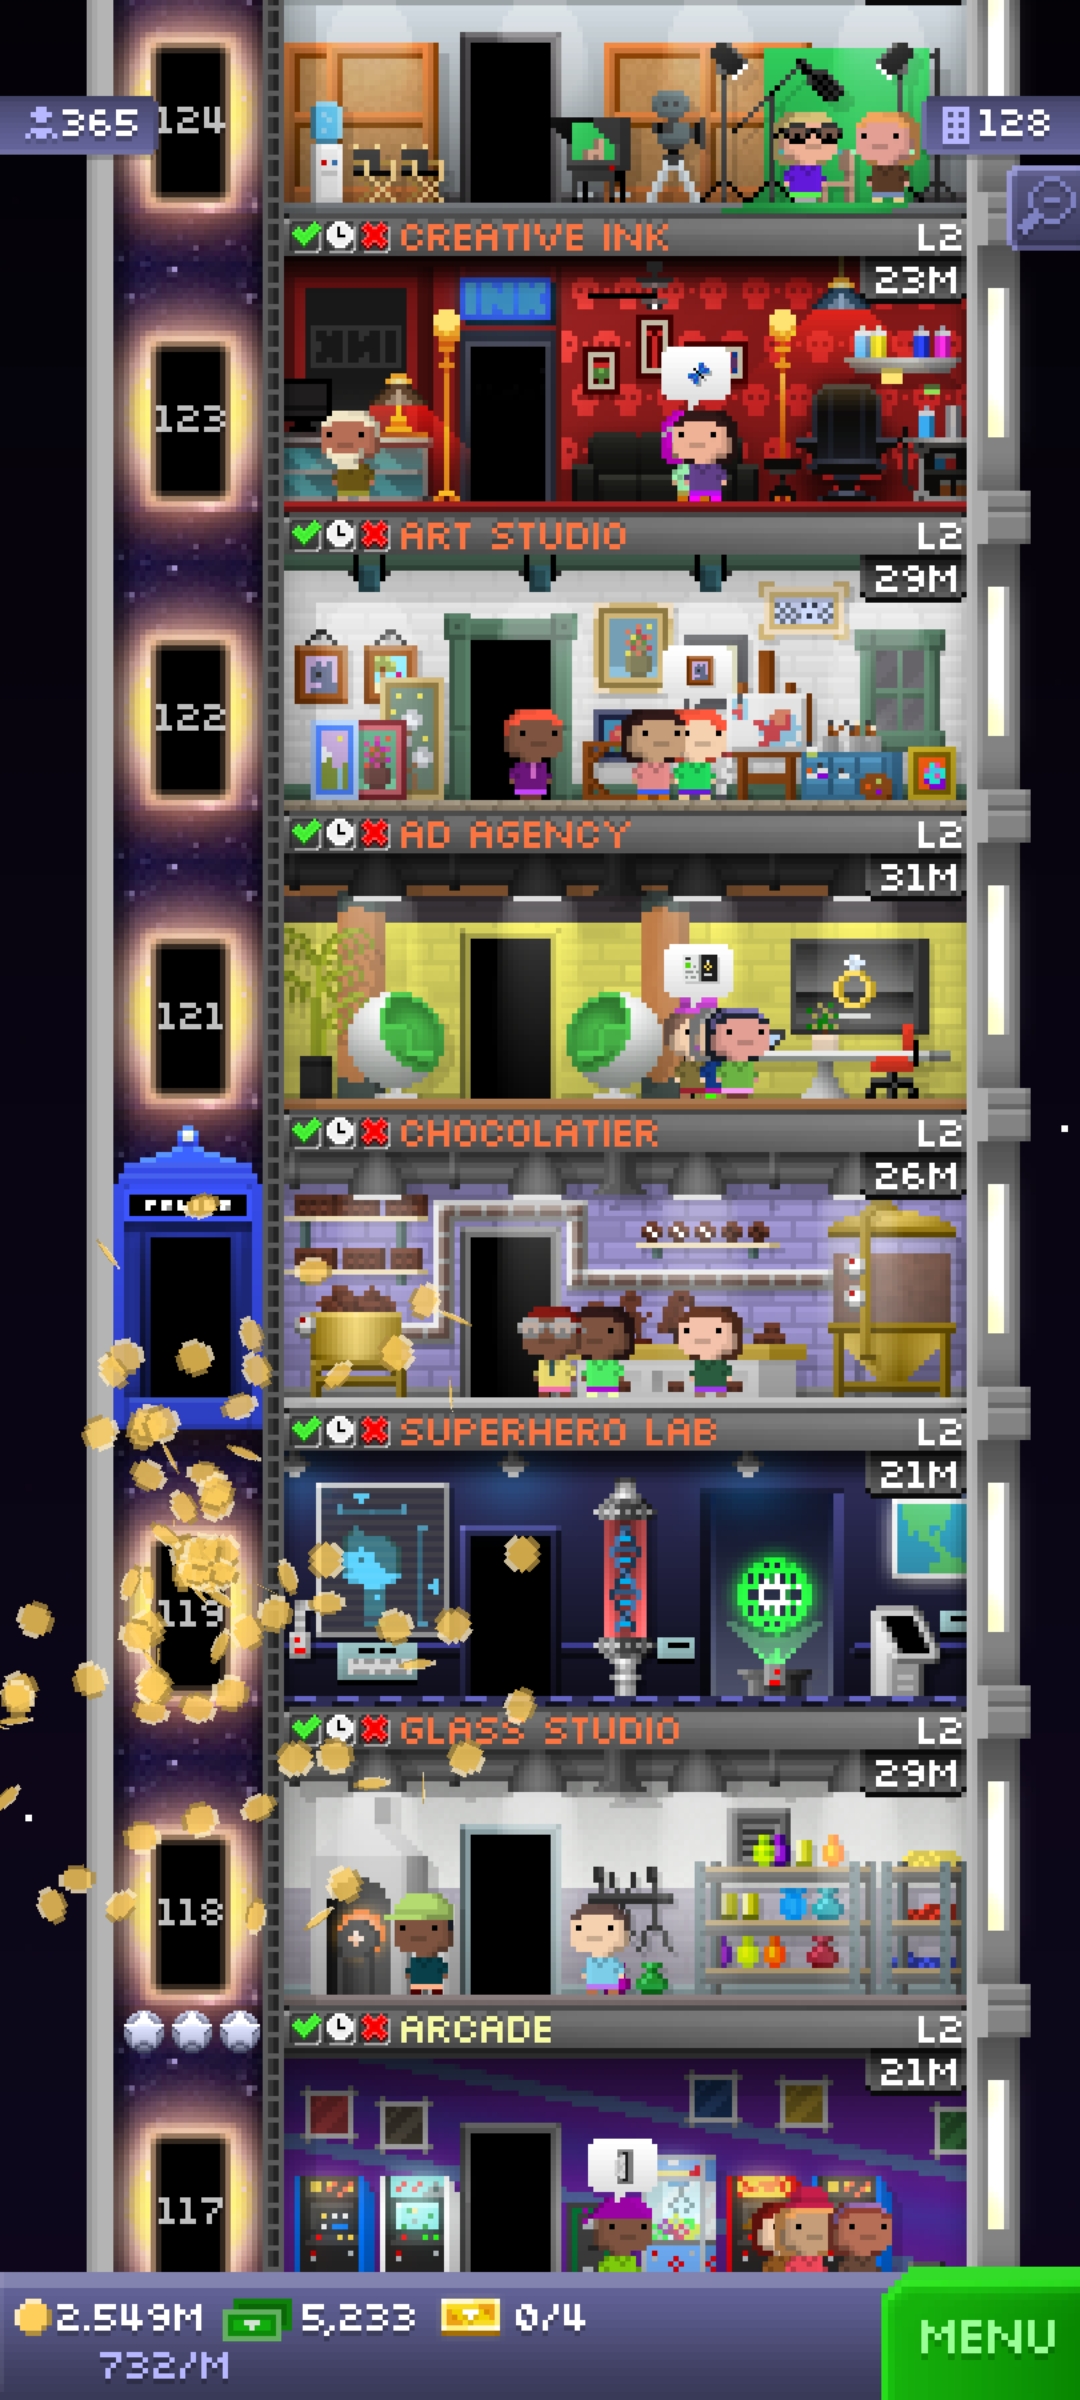 124
365
128
CREATIVE INK L2
23M
INK
123
ART STUDIO L2
29M
122
AD AGENCY L2
31M
121
CHOCOLATIER L2
26M
SUPERHERO LAB L2
21M
119
GLASS STUDIO L2
29M
118
ARCADE L2
21M
117
2.549M 5,233 0/4
732/M
MENU